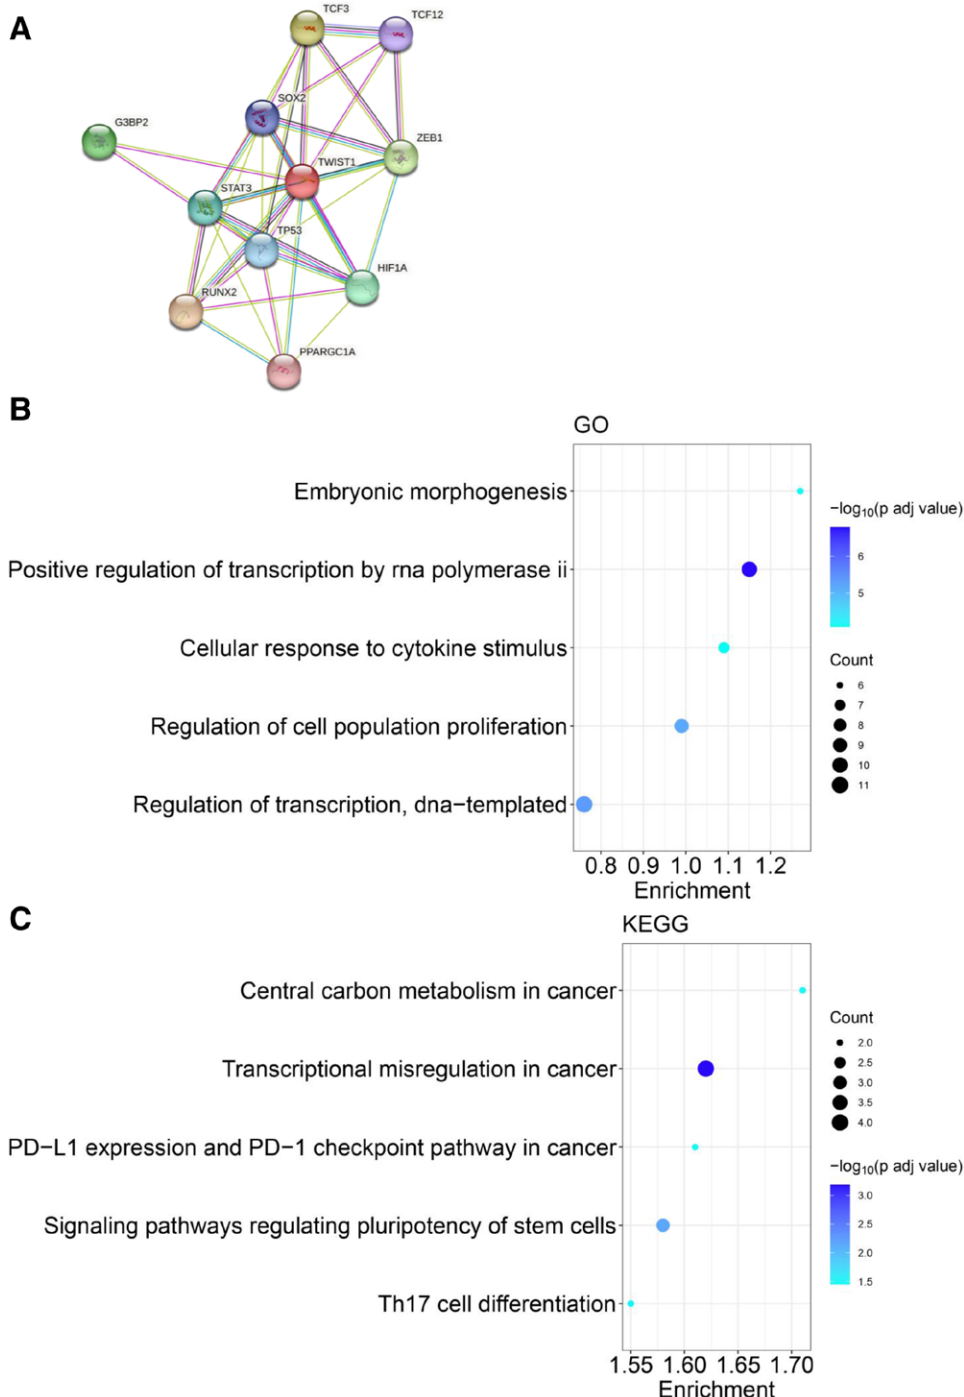 A
TCF3
TCF12
SOX2
G3BP2
ZEB1
TWIST1
STAT3
TP53
HIF1A
RUNX2
PPARGC1A
B
GO
Embryonic morphogenesis
Positive regulation of transcription by rna polymerase ii
Cellular response to cytokine stimulus
Regulation of cell population proliferation
Regulation of transcription, dna−templated
0.8 0.9 1.0 1.1 1.2
Enrichment
−log10(p adj value)
6
5
Count
6
7
8
9
10
11
C
KEGG
Central carbon metabolism in cancer
Transcriptional misregulation in cancer
PD−L1 expression and PD−1 checkpoint pathway in cancer
Signaling pathways regulating pluripotency of stem cells
Th17 cell differentiation
1.55 1.60 1.65 1.70
Enrichment
Count
2.0
2.5
3.0
3.5
4.0
−log10(p adj value)
3.0
2.5
2.0
1.5